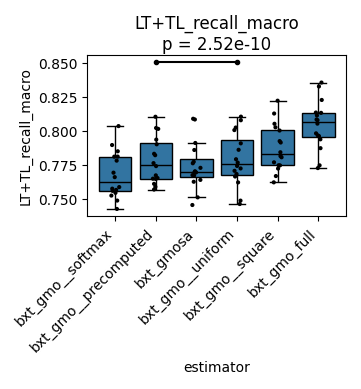 LT+TL_recall_macro
p = 2.52e-10
LT+TL_recall_macro
0.850
0.825
0.800
0.775
0.750
bxt_gmo__softmax
bxt_gmo__precomputed
bxt_gmosa
bxt_gmo__uniform
bxt_gmo__square
bxt_gmo_full
estimator